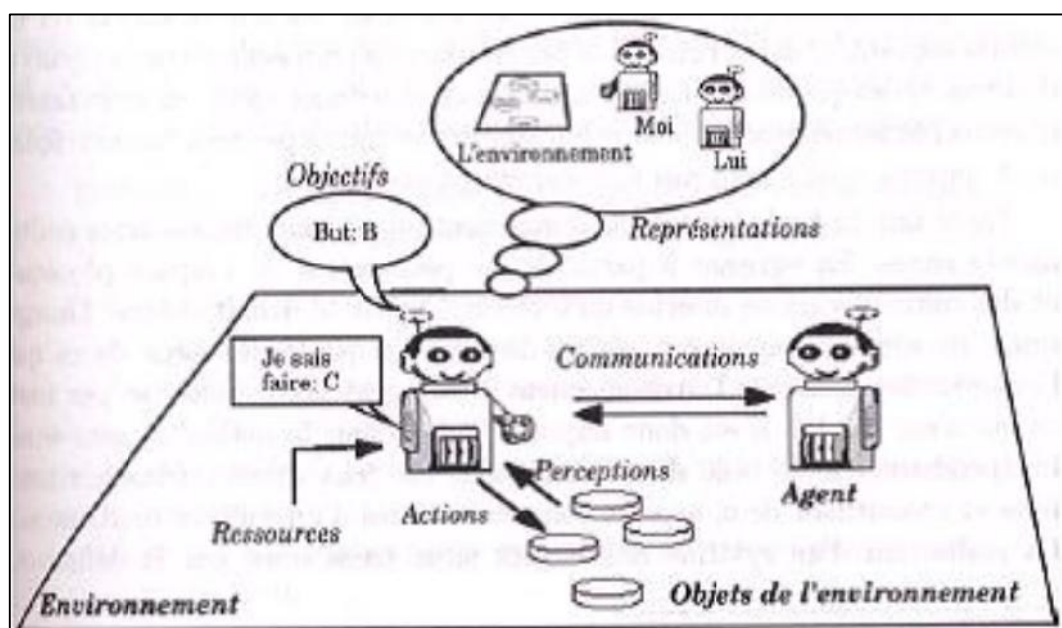 L'environnement
Moi
Lui
Objectifs
But: B
Représentations
Je sais
faire: C
Communications
Perceptions
Agent
Actions
Ressources
Objets de l'environnement
Environnement